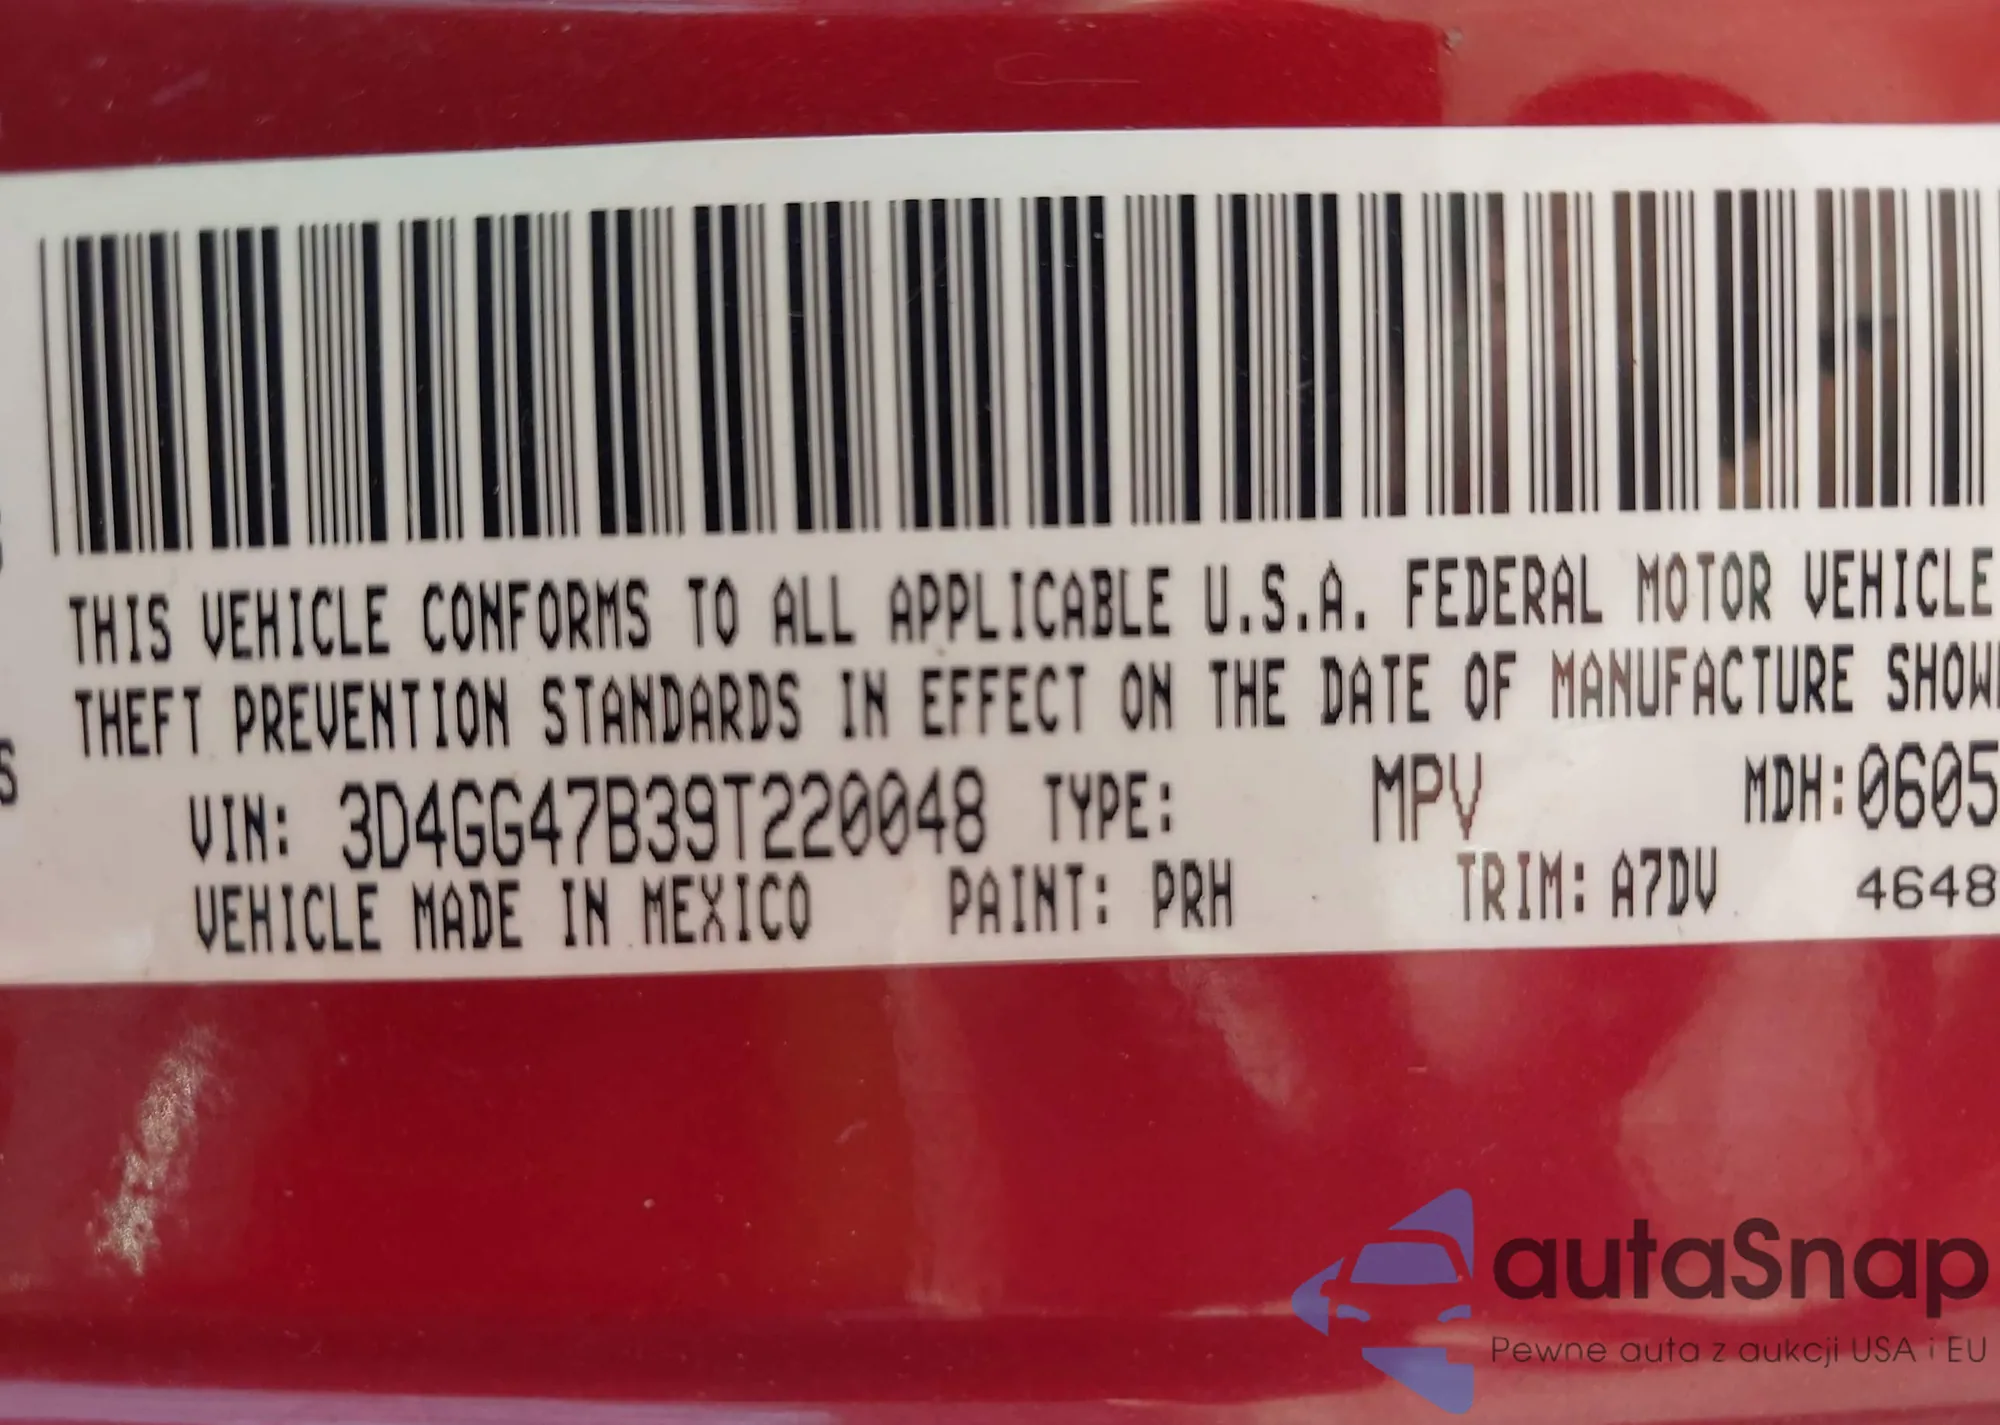 THIS VEHICLE CONFORMS TO ALL APPLICABLE U.S.A. FEDERAL MOTOR VEHICLE
THEFT PREVENTION STANDARDS IN EFFECT ON THE DATE OF MANUFACTURE SHOW
S
VIN: 3D4GG47B39T220048 TYPE: MPV MDH:0605
VEHICLE MADE IN MEXICO PAINT: PRH TRIM: A7DV 4648
autaSnap
Pewne auta z aukcji USA i EU